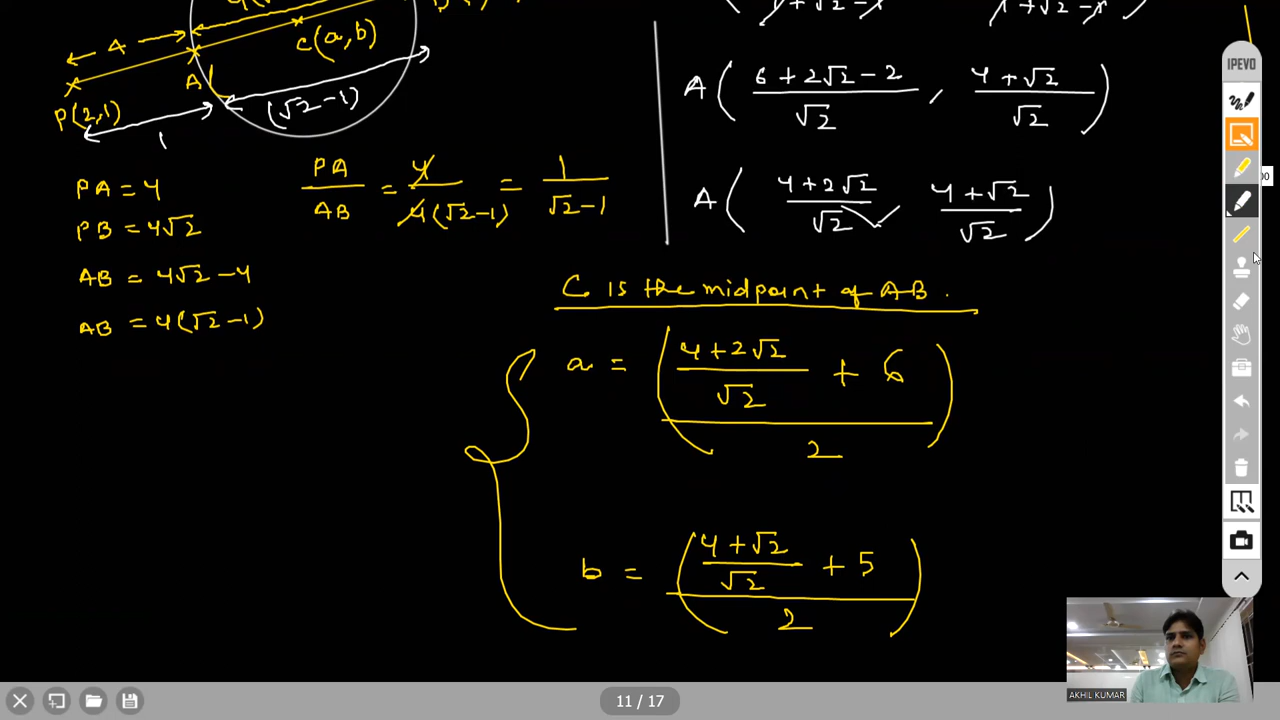 C(a, b)
4
A
P(2,1)
(√2-1)
1
PA = 4
PB = 4√2
AB = 4√2 - 4
AB = 4(√2-1)
PA/AB = 4/4(√2-1) = 1/√2-1
A(6+2√2-2/√2, 4+√2/√2)
A(4+2√2/√2, 4+√2/√2)
C is the midpoint of AB.
a = ((4+2√2/√2 + 6)/2)
b = ((4+√2/√2 + 5)/2)
IPEVO
00
11 / 17
AKHIL KUMAR